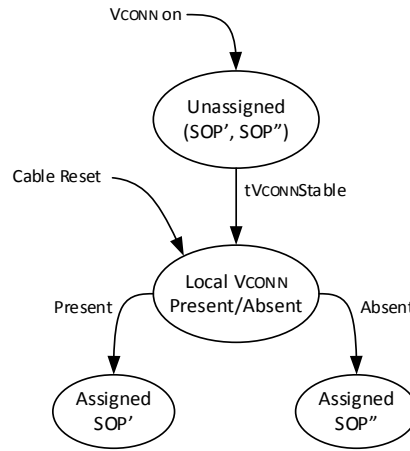 VCONN on
Unassigned
(SOP’, SOP”)
Cable Reset
tVCONNStable
Local VCONN
Present/Absent
Present
Absent
Assigned
SOP’
Assigned
SOP”